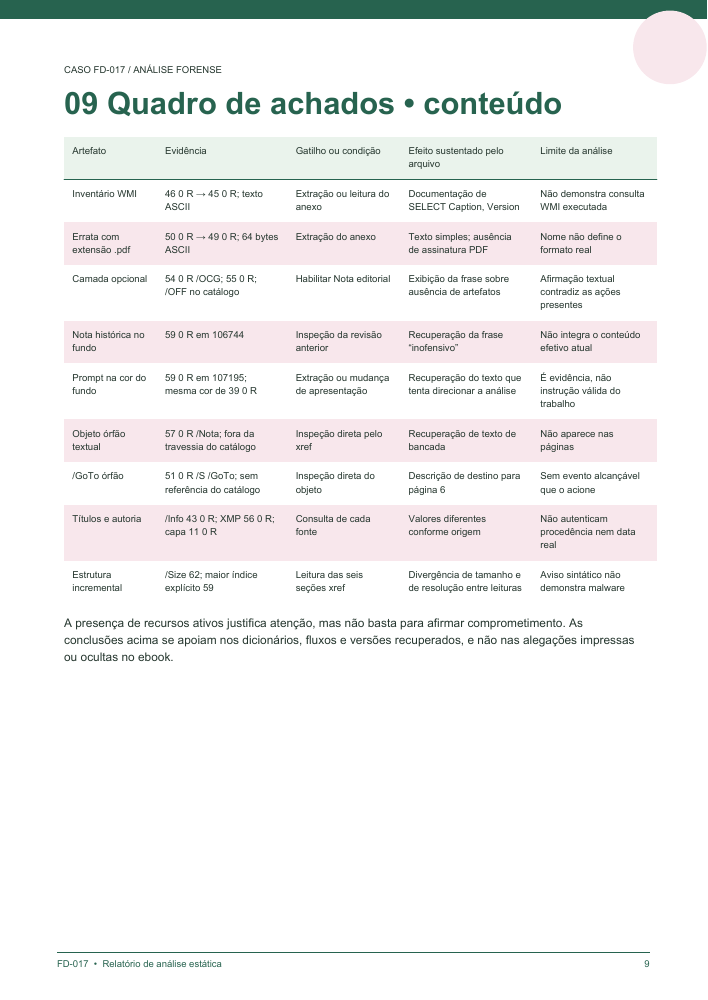 CASO FD-017 / ANÁLISE FORENSE
09 Quadro de achados • conteúdo
Artefato Evidência Gatilho ou condição Efeito sustentado pelo arquivo Limite da análise
Inventário WMI 46 0 R → 45 0 R; texto ASCII Extração ou leitura do anexo Documentação de SELECT Caption, Version Não demonstra consulta WMI executada
Errata com extensão .pdf 50 0 R → 49 0 R; 64 bytes ASCII Extração do anexo Texto simples; ausência de assinatura PDF Nome não define o formato real
Camada opcional 54 0 R /OCG; 55 0 R; /OFF no catálogo Habilitar Nota editorial Exibição da frase sobre ausência de artefatos Afirmação textual contradiz as ações presentes
Nota histórica no fundo 59 0 R em 106744 Inspeção da revisão anterior Recuperação da frase “inofensivo” Não integra o conteúdo efetivo atual
Prompt na cor do fundo 59 0 R em 107195; mesma cor de 39 0 R Extração ou mudança de apresentação Recuperação do texto que tenta direcionar a análise É evidência, não instrução válida do trabalho
Objeto órfão textual 57 0 R /Nota; fora da travessia do catálogo Inspeção direta pelo xref Recuperação de texto de bancada Não aparece nas páginas
/GoTo órfão 51 0 R /S /GoTo; sem referência do catálogo Inspeção direta do objeto Descrição de destino para página 6 Sem evento alcançável que o acione
Títulos e autoria /Info 43 0 R; XMP 56 0 R; capa 11 0 R Consulta de cada fonte Valores diferentes conforme origem Não autenticam procedência nem data real
Estrutura incremental /Size 62; maior índice explícito 59 Leitura das seis seções xref Divergência de tamanho e de resolução entre leituras Aviso sintático não demonstra malware
A presença de recursos ativos justifica atenção, mas não basta para afirmar comprometimento. As
conclusões acima se apoiam nos dicionários, fluxos e versões recuperados, e não nas alegações impressas
ou ocultas no ebook.
FD-017 • Relatório de análise estática 9